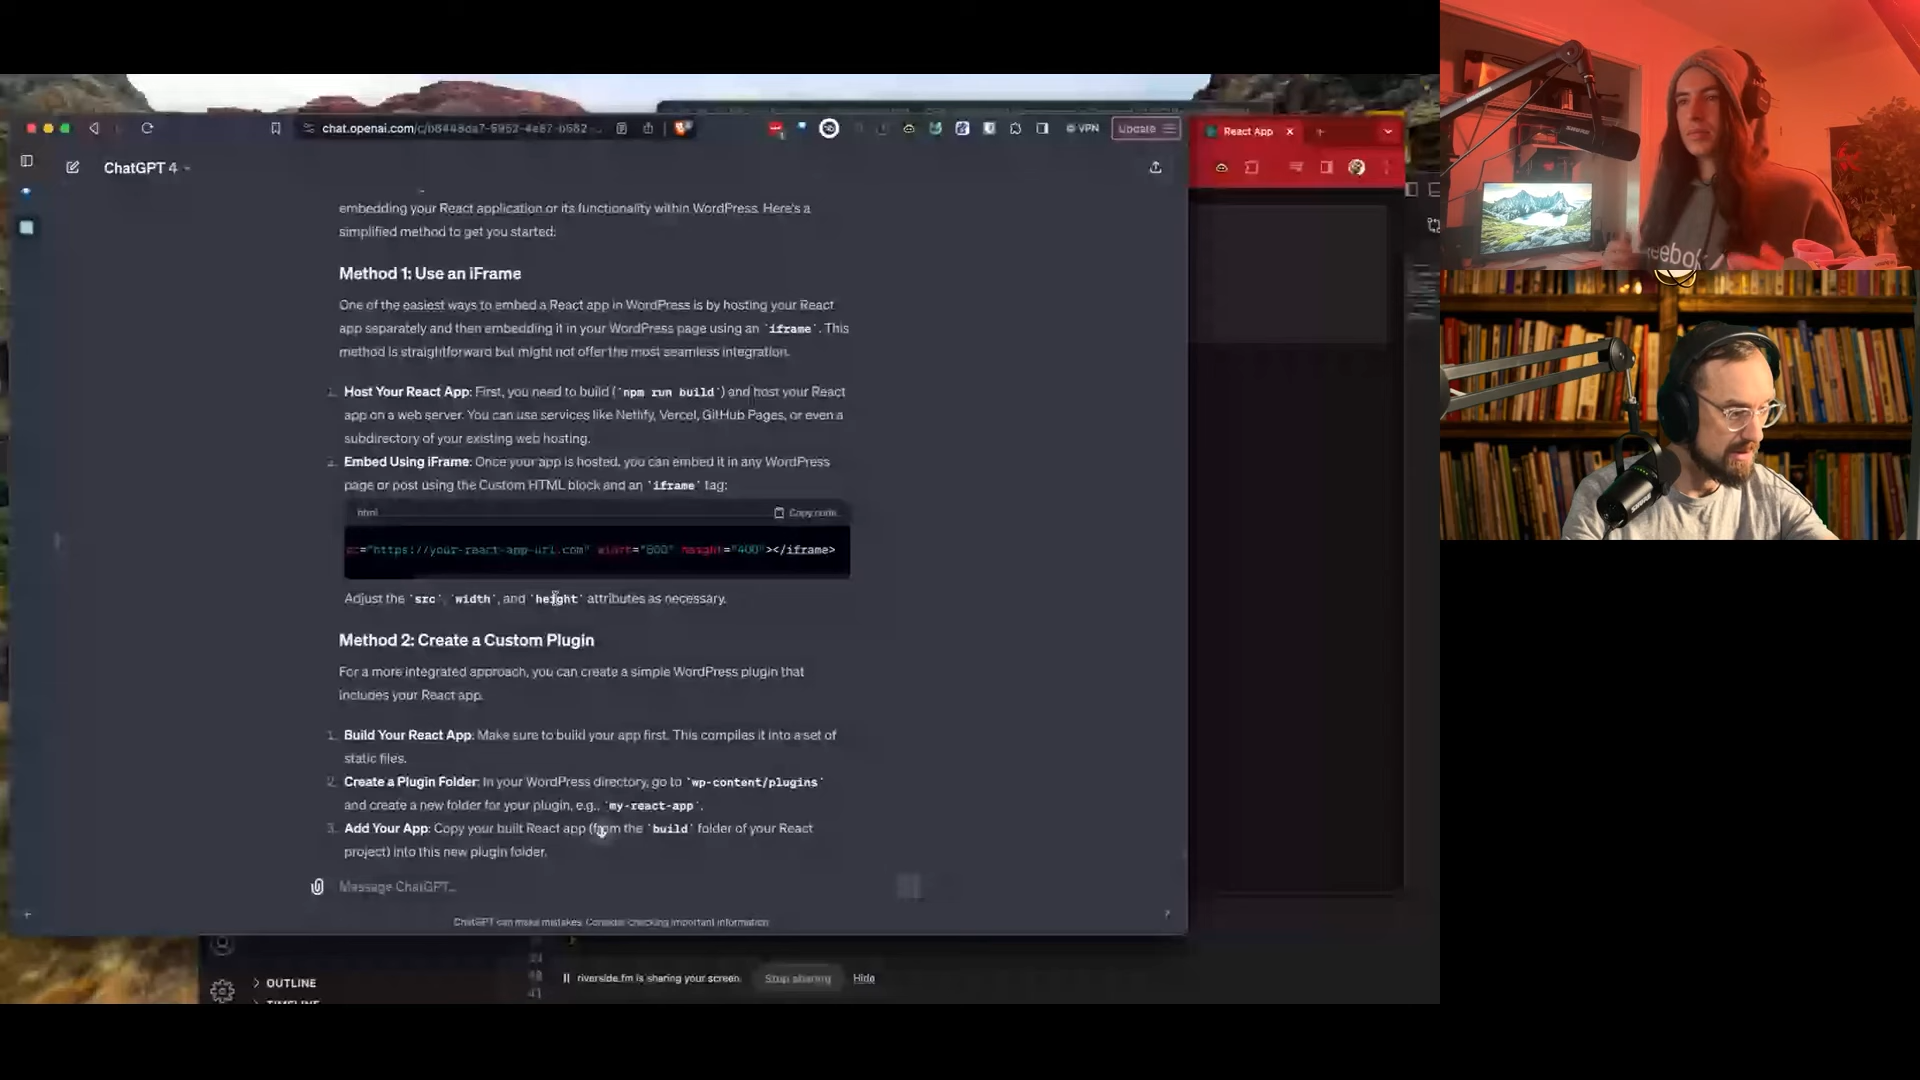 chat.openai.com/c/
VPN
Update
React App
ChatGPT 4
embedding your React application or its functionality within WordPress. Here's a
simplified method to get you started:
Method 1: Use an iFrame
One of the easiest ways to embed a React app in WordPress is by hosting your React
app separately and then embedding it in your WordPress page using an `iframe`. This
method is straightforward but might not offer the most seamless integration.
1. Host Your React App: First, you need to build (`npm run build`) and host your React
app on a web server. You can use services like Netlify, Vercel, GitHub Pages, or even a
subdirectory of your existing web hosting.
2. Embed Using iFrame: Once your app is hosted, you can embed it in any WordPress
page or post using the Custom HTML block and an `iframe` tag:
html
Copy code
="https://your-react-app-url.com" width="800" height="400"></iframe>
Adjust the `src`, `width`, and `height` attributes as necessary.
Method 2: Create a Custom Plugin
For a more integrated approach, you can create a simple WordPress plugin that
includes your React app.
1. Build Your React App: Make sure to build your app first. This compiles it into a set of
static files.
2. Create a Plugin Folder: In your WordPress directory, go to `wp-content/plugins`
and create a new folder for your plugin, e.g., `my-react-app`.
3. Add Your App: Copy your built React app (from the `build` folder of your React
project) into this new plugin folder.
Message ChatGPT...
ChatGPT can make mistakes. Consider checking important information.
?
OUTLINE
TIMELINE
41
riverside.fm is sharing your screen.
Stop sharing
Hide
eebok